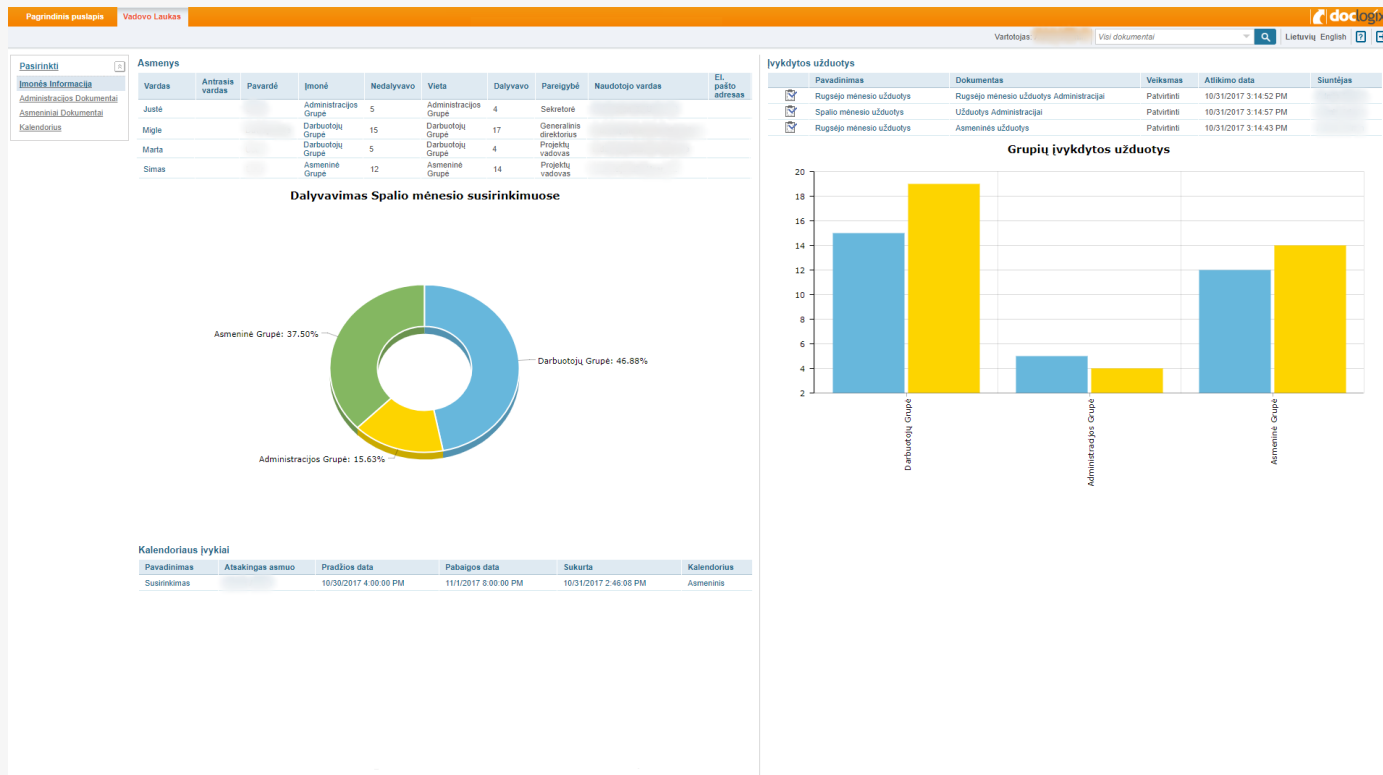 Pagrindinis puslapis Vadovo Laukas doclogix
Vartotojas: Visi dokumentai Lietuvių English ?
Pasirinkti
Įmonės Informacija
Administracijos Dokumentai
Asmeniniai Dokumentai
Kalendorius
Asmenys
Vardas Antrasis vardas Pavardė Įmonė Nedalyvavo Vieta Dalyvavo Pareigybė Naudotojo vardas El. pašto adresas
Justė Administracijos Grupė 5 Administracijos Grupė 4 Sekretorė
Miglė Darbuotojų Grupė 15 Darbuotojų Grupė 17 Generalinis direktorius
Marta Darbuotojų Grupė 5 Darbuotojų Grupė 4 Projektų vadovas
Simas Asmeninė Grupė 12 Asmeninė Grupė 14 Projektų vadovas
Dalyvavimas Spalio mėnesio susirinkimuose
Asmeninė Grupė: 37.50%
Darbuotojų Grupė: 46.88%
Administracijos Grupė: 15.63%
Kalendoriaus įvykiai
Pavadinimas Atsakingas asmuo Pradžios data Pabaigos data Sukurta Kalendorius
Susirinkimas 10/30/2017 4:00:00 PM 11/1/2017 8:00:00 PM 10/31/2017 2:46:08 PM Asmeninis
Įvykdytos užduotys
Pavadinimas Dokumentas Veiksmas Atlikimo data Siuntėjas
Rugsėjo mėnesio užduotys Rugsėjo mėnesio užduotys Administracijai Patvirtinti 10/31/2017 3:14:52 PM
Spalio mėnesio užduotys Užduotys Administracijai Patvirtinti 10/31/2017 3:14:57 PM
Rugsėjo mėnesio užduotys Asmeninės užduotys Patvirtinti 10/31/2017 3:14:43 PM
Grupių įvykdytos užduotys
20
18
16
14
12
10
8
6
4
2
Darbuotojų Grupė
Administracijos Grupė
Asmeninė Grupė